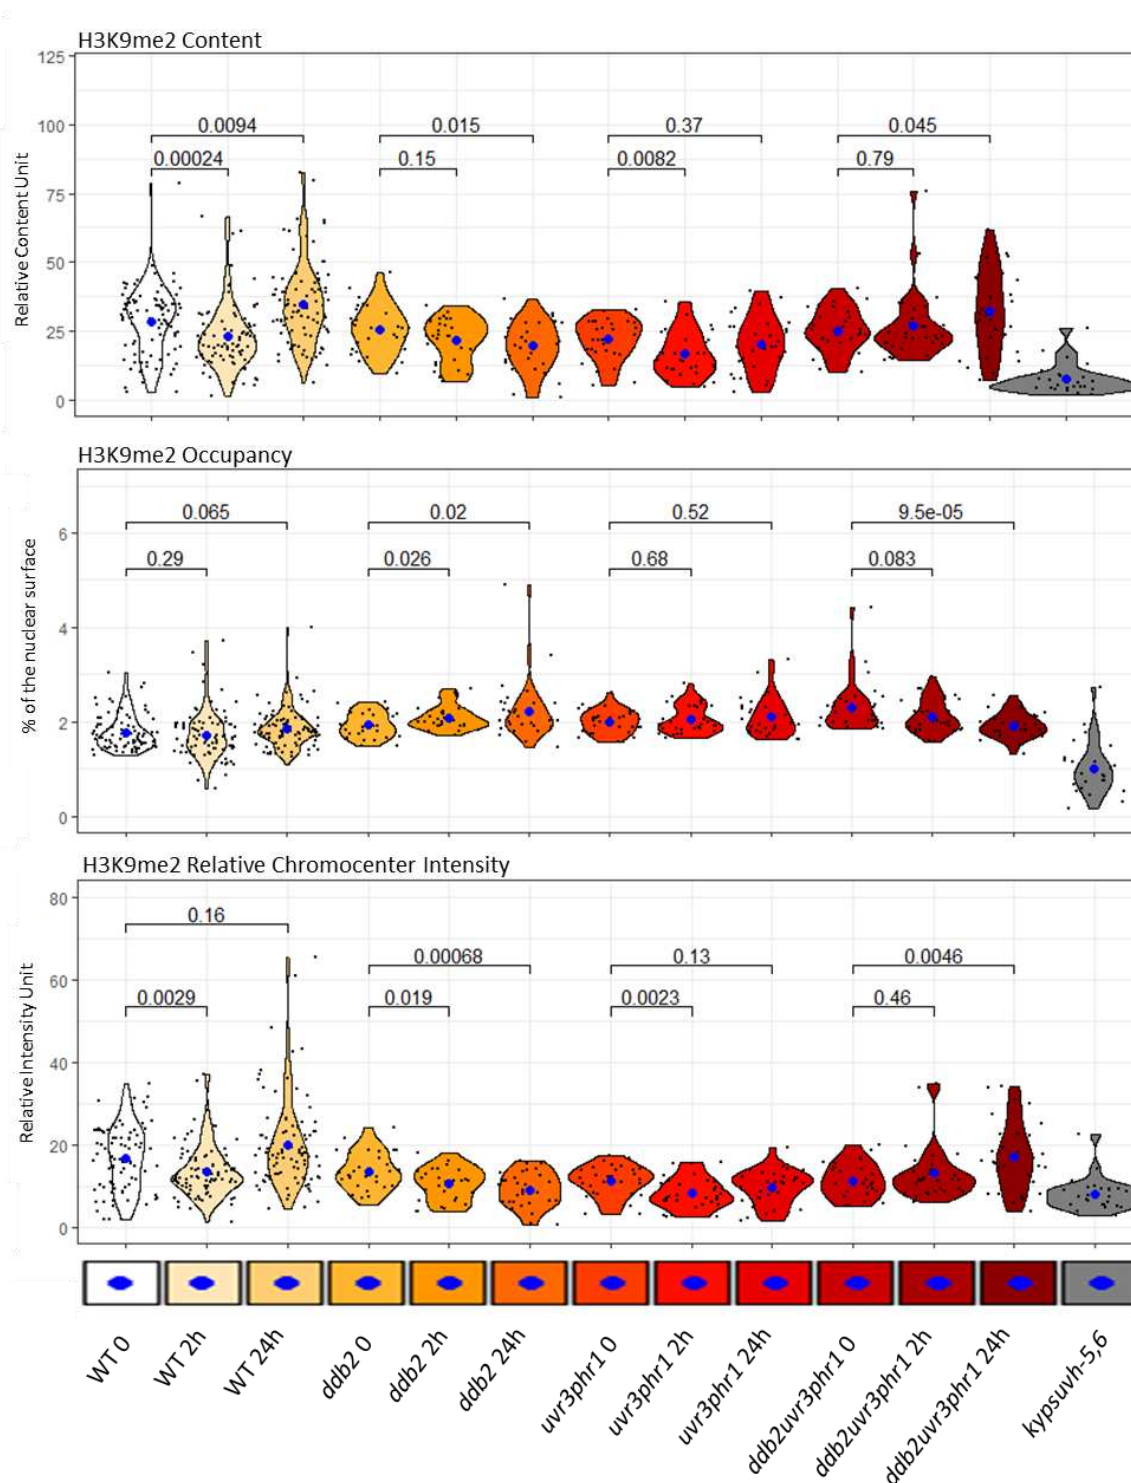 H3K9me2 Content
125
100
75
50
25
0
Relative Content Unit
0.0094
0.015
0.37
0.045
0.00024
0.15
0.0082
0.79
H3K9me2 Occupancy
6
4
2
0
% of the nuclear surface
0.065
0.02
0.52
9.5e-05
0.29
0.026
0.68
0.083
H3K9me2 Relative Chromocenter Intensity
80
60
40
20
0
Relative Intensity Unit
0.16
0.00068
0.13
0.0046
0.0029
0.019
0.0023
0.46
WT 0
WT 2h
WT 24h
ddb2 0
ddb2 2h
ddb2 24h
uvr3phr1 0
uvr3phr1 2h
uvr3phr1 24h
ddb2uvr3phr1 0
ddb2uvr3phr1 2h
ddb2uvr3phr1 24h
kypsuvh-5,6